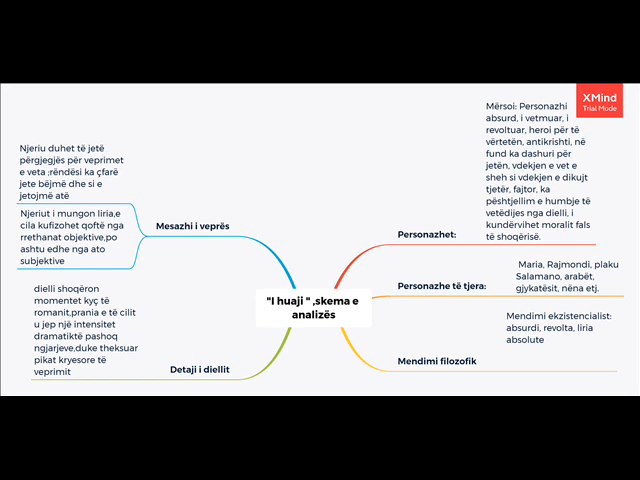 XMind
Trial Mode
Njeriu duhet të jetë
përgjegjës për veprimet
e veta ;rëndësi ka çfarë
jete bëjmë dhe si e
jetojmë atë
Njeriut i mungon liria,e
cila kufizohet qoftë nga
rrethanat objektive,po
ashtu edhe nga ato
subjektive
Mesazhi i veprës
dielli shoqëron
momentet kyç të
romanit,prania e të cilit
u jep një intensitet
dramatiktë pashoq
ngjarjeve,duke theksuar
pikat kryesore të
veprimit
Detaji i diellit
"I huaji " ,skema e
analizës
Mërsoi: Personazhi
absurd, i vetmuar, i
revoltuar, heroi për të
vërtetën, antikrishti, në
fund ka dashuri për
jetën, vdekjen e vet e
sheh si vdekjen e dikujt
tjetër, fajtor, ka
pështjellim e humbje të
vetëdijes nga dielli, i
kundërvihet moralit fals
të shoqërisë.
Personazhet:
Maria, Rajmondi, plaku
Salamano, arabët,
gjykatësit, nëna etj.
Personazhe të tjera:
Mendimi ekzistencialist:
absurdi, revolta, liria
absolute
Mendimi filozofik